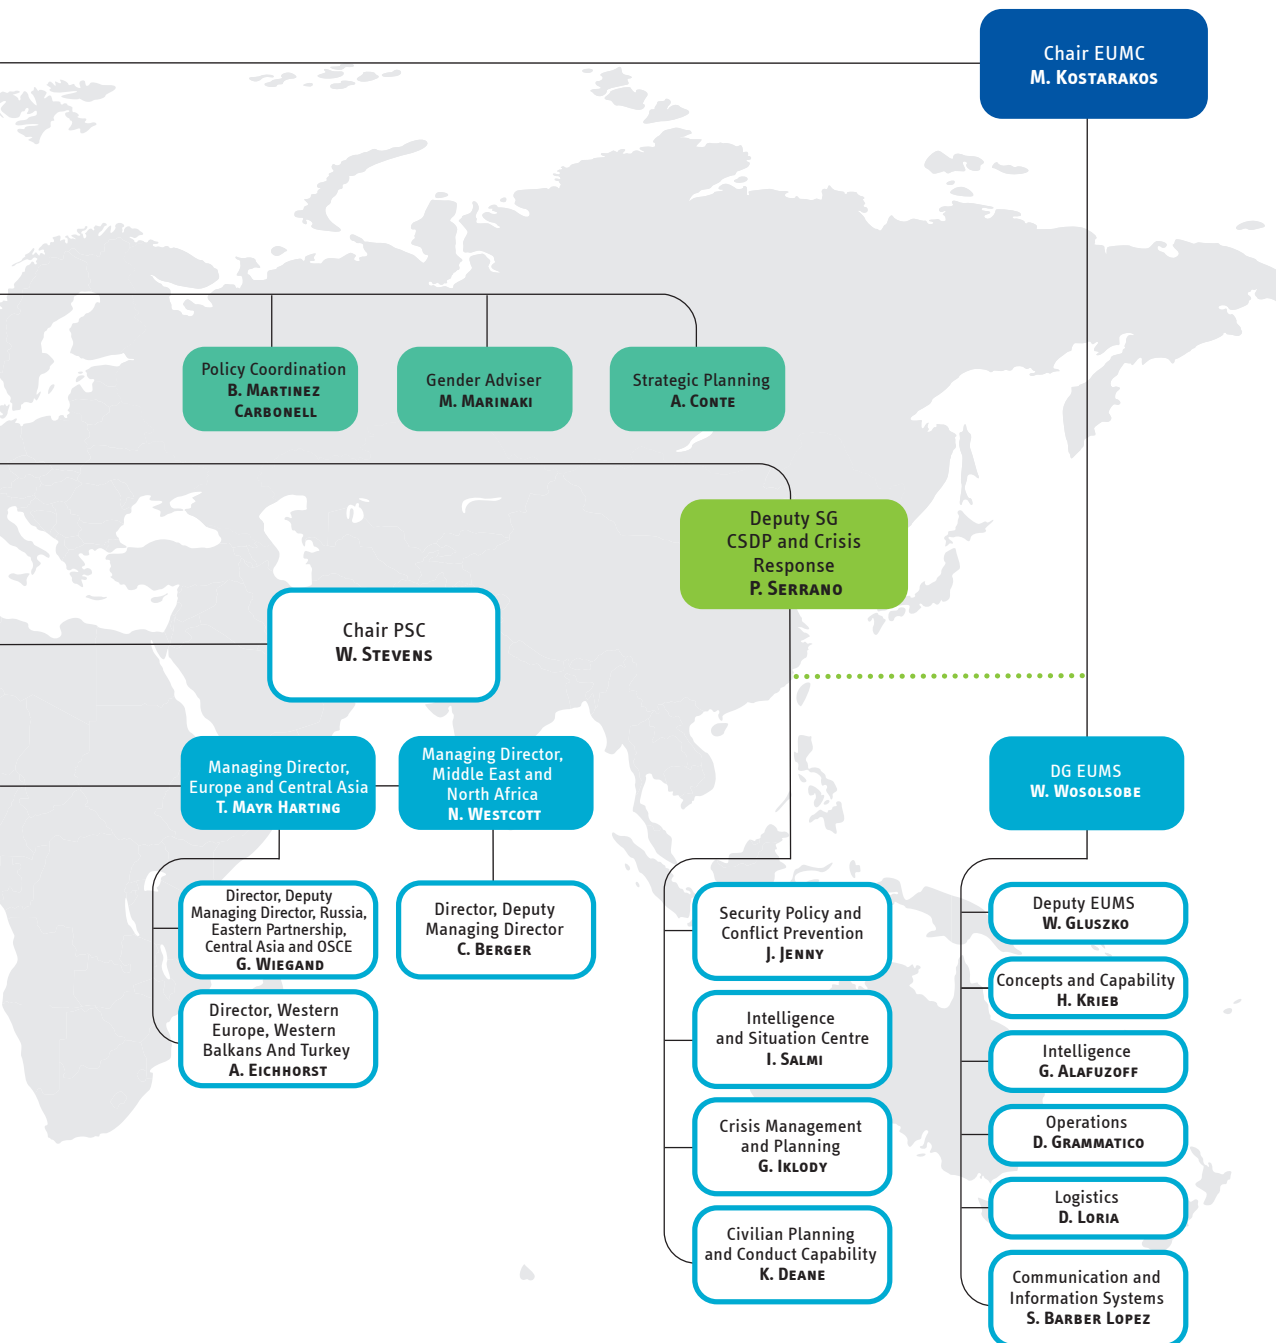 Chair EUMC
M. Kostarakos
Policy Coordination
B. Martinez
Carbonell
Gender Adviser
M. Marinaki
Strategic Planning
A. Conte
Deputy SG
CSDP and Crisis
Response
P. Serrano
Chair PSC
W. Stevens
Managing Director,
Europe and Central Asia
T. Mayr Harting
Managing Director,
Middle East and
North Africa
N. Westcott
DG EUMS
W. Wosolsobe
Director, Deputy
Managing Director, Russia,
Eastern Partnership,
Central Asia and OSCE
G. Wiegand
Director, Western
Europe, Western
Balkans And Turkey
A. Eichhorst
Director, Deputy
Managing Director
C. Berger
Security Policy and
Conflict Prevention
J. Jenny
Intelligence
and Situation Centre
I. Salmi
Crisis Management
and Planning
G. Iklody
Civilian Planning
and Conduct Capability
K. Deane
Deputy EUMS
W. Gluszko
Concepts and Capability
H. Krieb
Intelligence
G. Alafuzoff
Operations
D. Grammatico
Logistics
D. Loria
Communication and
Information Systems
S. Barber Lopez